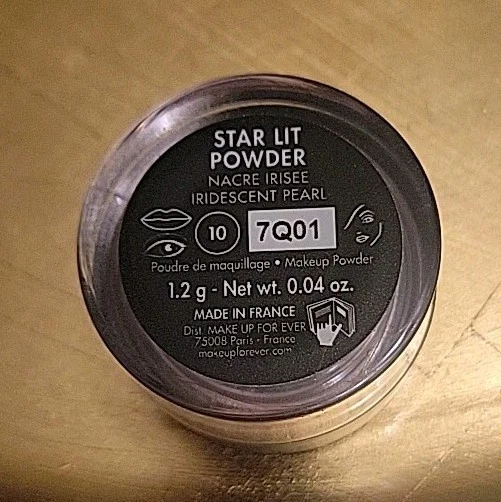 STAR LIT
POWDER
NACRE IRISEE
IRIDESCENT PEARL
10 7Q01
Poudre de maquillage • Makeup Powder
1.2 g - Net wt. 0.04 oz.
MADE IN FRANCE
Dist. MAKE UP FOR EVER
75008 Paris - France
makeupforever.com